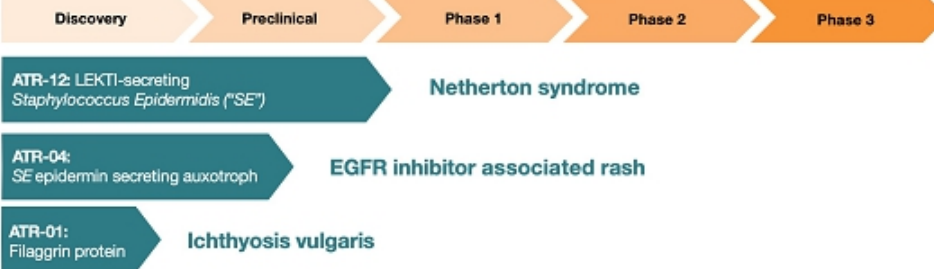 Discovery Preclinical Phase 1 Phase 2 Phase 3
ATR-12: LEKTI-secreting
Staphylococcus Epidermidis ("SE")
Netherton syndrome
ATR-04:
SE epidermin secreting auxotroph
EGFR inhibitor associated rash
ATR-01:
Filaggrin protein
Ichthyosis vulgaris